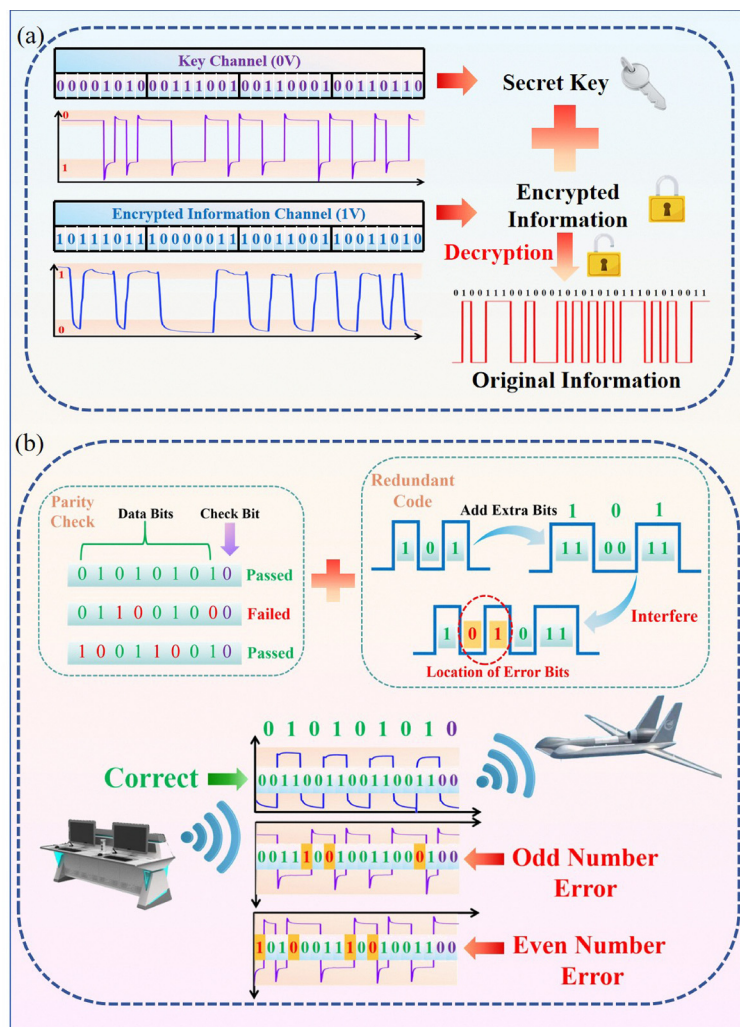 (a)
Key Channel (0V)
00001010 00111001 00110001 00110110
Secret Key
0
1
Encrypted Information Channel (1V)
10111011 10000011 10011001 10011010
Encrypted
Information
Decryption
1
0
01001110010001010101011101010011
Original Information
(b)
Parity
Check
Data Bits
Check Bit
0 1 0 1 0 1 0 1 0 Passed
0 1 1 0 0 1 0 0 0 Failed
1 0 0 1 1 0 0 1 0 Passed
Redundant
Code
Add Extra Bits
1 0 1
1 0 1
11 00 11
Interfere
1 0 1 0 11
Location of Error Bits
0 1 0 1 0 1 0 1 0
Correct
001100110011001100
001110010011000100
Odd Number
Error
101000111001001100
Even Number
Error